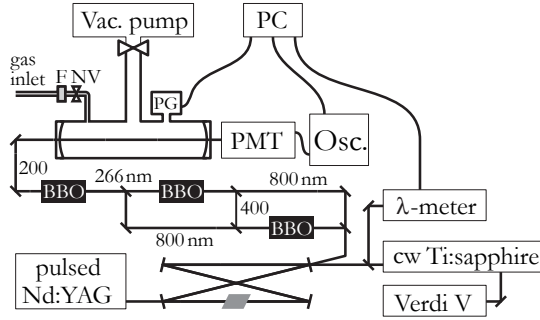 Vac. pump
PC
gas
inlet
F NV
PG
PMT
Osc.
200
BBO
266 nm
BBO
800 nm
400
800 nm
BBO
λ-meter
pulsed
Nd:YAG
cw Ti:sapphire
Verdi V